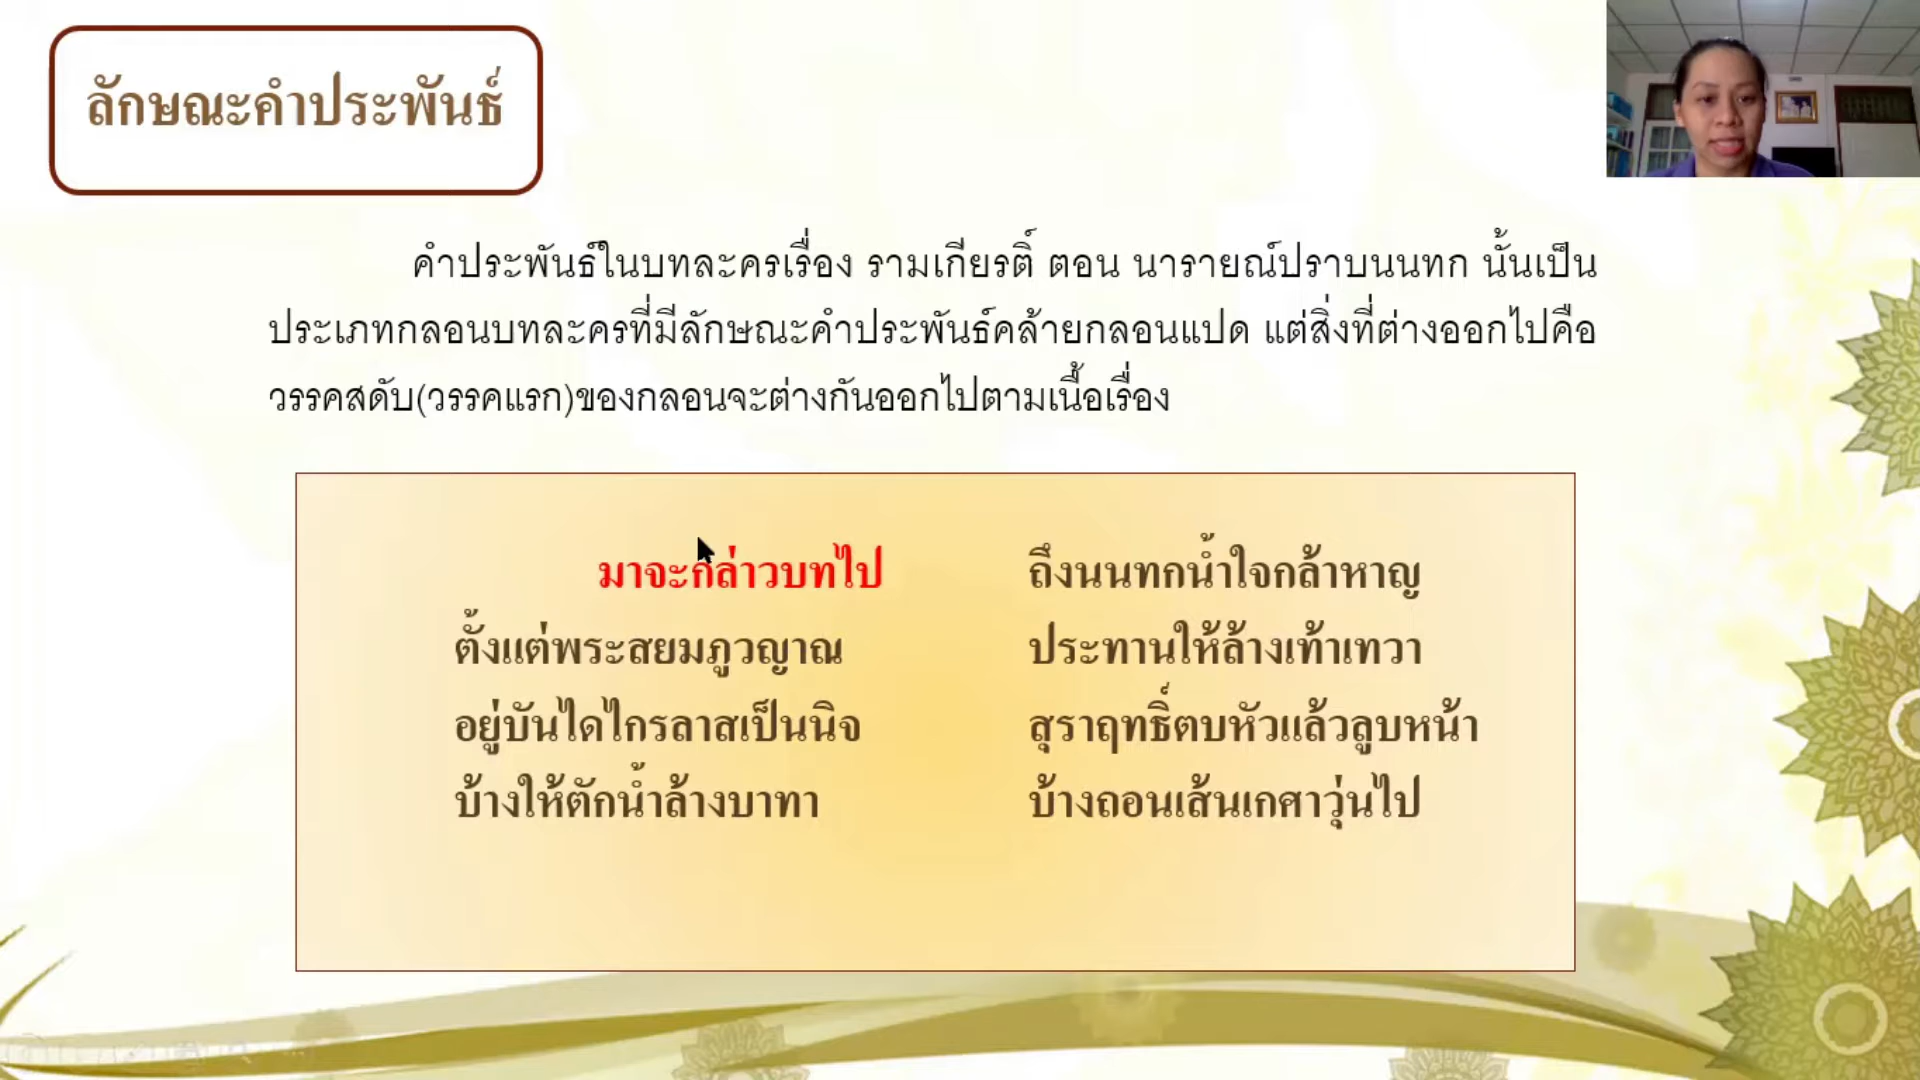 ลักษณะคำประพันธ์
คำประพันธ์ในบทละครเรื่อง รามเกียรติ์ ตอน นารายณ์ปราบนนทก นั้นเป็น
ประเภทกลอนบทละครที่มีลักษณะคำประพันธ์คล้ายกลอนแปด แต่สิ่งที่ต่างออกไปคือ
วรรคสดับ(วรรคแรก)ของกลอนจะต่างกันออกไปตามเนื้อเรื่อง
มาจะกล่าวบทไป ถึงนนทกน้ำใจกล้าหาญ
ตั้งแต่พระสยมภูวญาณ ประทานให้ล้างเท้าเทวา
อยู่บันไดไกรลาสเป็นนิจ สุราฤทธิ์ตบหัวแล้วลูบหน้า
บ้างให้ตักน้ำล้างบาทา บ้างถอนเส้นเกศาวุ่นไป